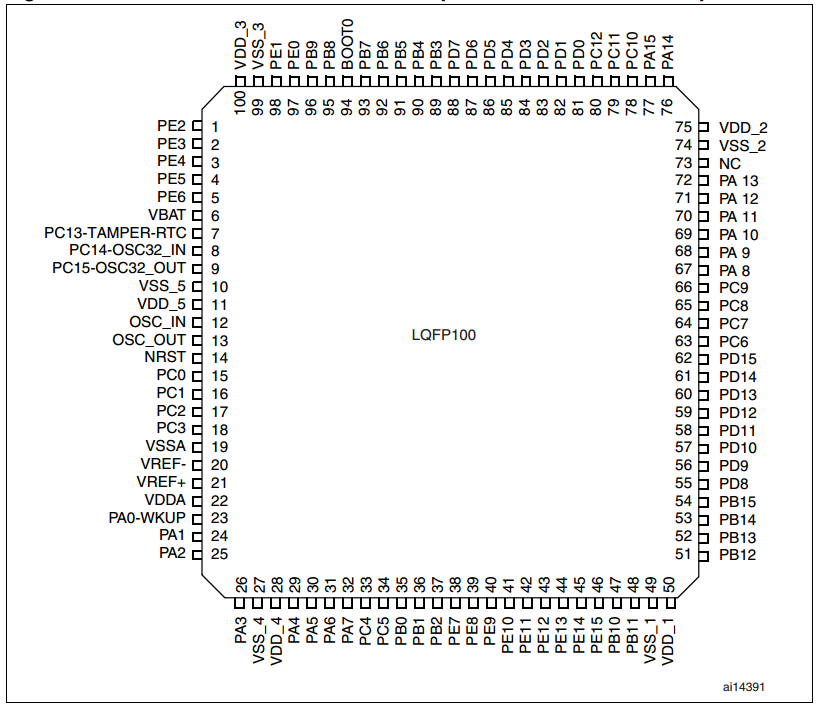 VDD_3
VSS_3
PE1
PE0
PB9
PB8
BOOT0
PB7
PB6
PB5
PB4
PB3
PD7
PD6
PD5
PD4
PD3
PD2
PD1
PD0
PC12
PC11
PC10
PA15
PA14
100
99
98
97
96
95
94
93
92
91
90
89
88
87
86
85
84
83
82
81
80
79
78
77
76
PE2 1
PE3 2
PE4 3
PE5 4
PE6 5
VBAT 6
PC13-TAMPER-RTC 7
PC14-OSC32_IN 8
PC15-OSC32_OUT 9
VSS_5 10
VDD_5 11
OSC_IN 12
OSC_OUT 13
NRST 14
PC0 15
PC1 16
PC2 17
PC3 18
VSSA 19
VREF- 20
VREF+ 21
VDDA 22
PA0-WKUP 23
PA1 24
PA2 25
LQFP100
75 VDD_2
74 VSS_2
73 NC
72 PA 13
71 PA 12
70 PA 11
69 PA 10
68 PA 9
67 PA 8
66 PC9
65 PC8
64 PC7
63 PC6
62 PD15
61 PD14
60 PD13
59 PD12
58 PD11
57 PD10
56 PD9
55 PD8
54 PB15
53 PB14
52 PB13
51 PB12
26
27
28
29
30
31
32
33
34
35
36
37
38
39
40
41
42
43
44
45
46
47
48
49
50
PA3
VSS_4
VDD_4
PA4
PA5
PA6
PA7
PC4
PC5
PB0
PB1
PB2
PE7
PE8
PE9
PE10
PE11
PE12
PE13
PE14
PE15
PB10
PB11
VSS_1
VDD_1
ai14391